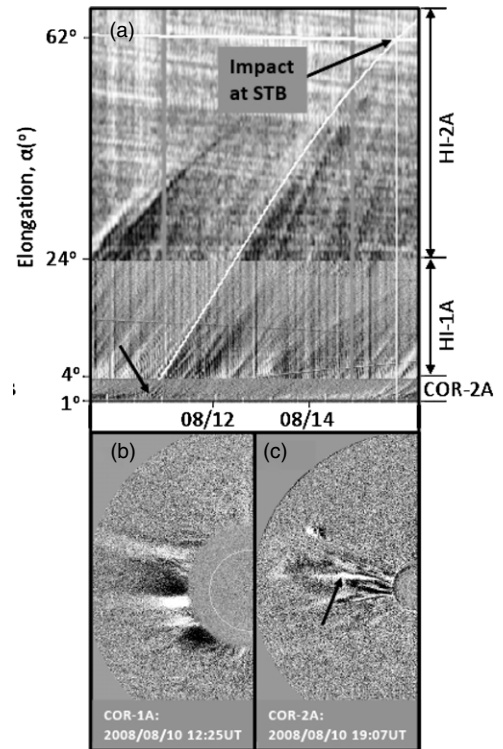 (a)
62°
Impact
at STB
HI-2A
Elongation, α(°)
24°
HI-1A
4°
COR-2A
1°
08/12
08/14
(b)
(c)
COR-1A:
2008/08/10 12:25UT
COR-2A:
2008/08/10 19:07UT